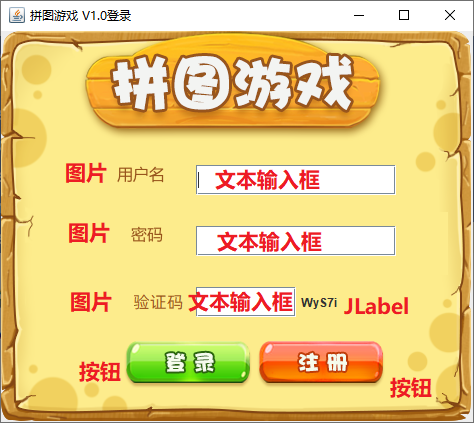 拼图游戏 V1.0登录
拼图游戏
图片 用户名 文本输入框
图片 密码 文本输入框
图片 验证码 文本输入框 WyS7i JLabel
按钮 登录 注册 按钮